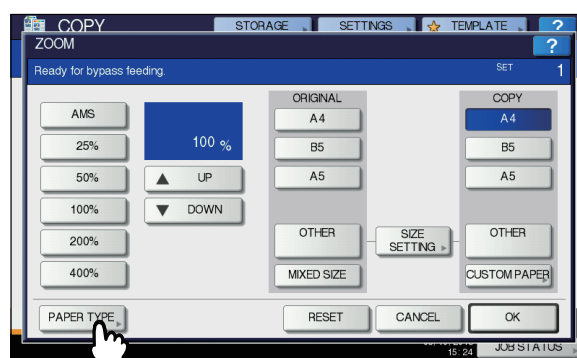 COPY
STORAGE
SETTINGS
TEMPLATE
?
ZOOM
?
Ready for bypass feeding.
SET 1
ORIGINAL
COPY
AMS
100 %
A4
A4
25%
B5
B5
50%
UP
A5
A5
100%
DOWN
200%
OTHER
SIZE
SETTING
OTHER
400%
MIXED SIZE
CUSTOM PAPER
PAPER TYPE
RESET
CANCEL
OK
15:24
JOB STATUS